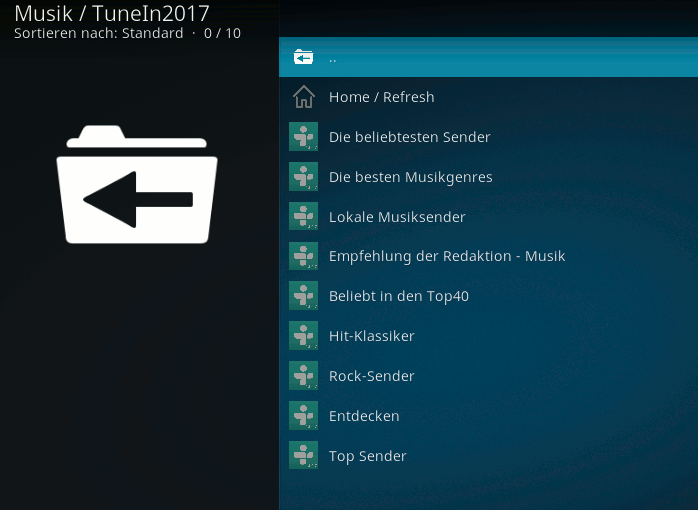 Musik / TuneIn2017
Sortieren nach: Standard · 0 / 10
..
Home / Refresh
Die beliebtesten Sender
Die besten Musikgenres
Lokale Musiksender
Empfehlung der Redaktion - Musik
Beliebt in den Top40
Hit-Klassiker
Rock-Sender
Entdecken
Top Sender